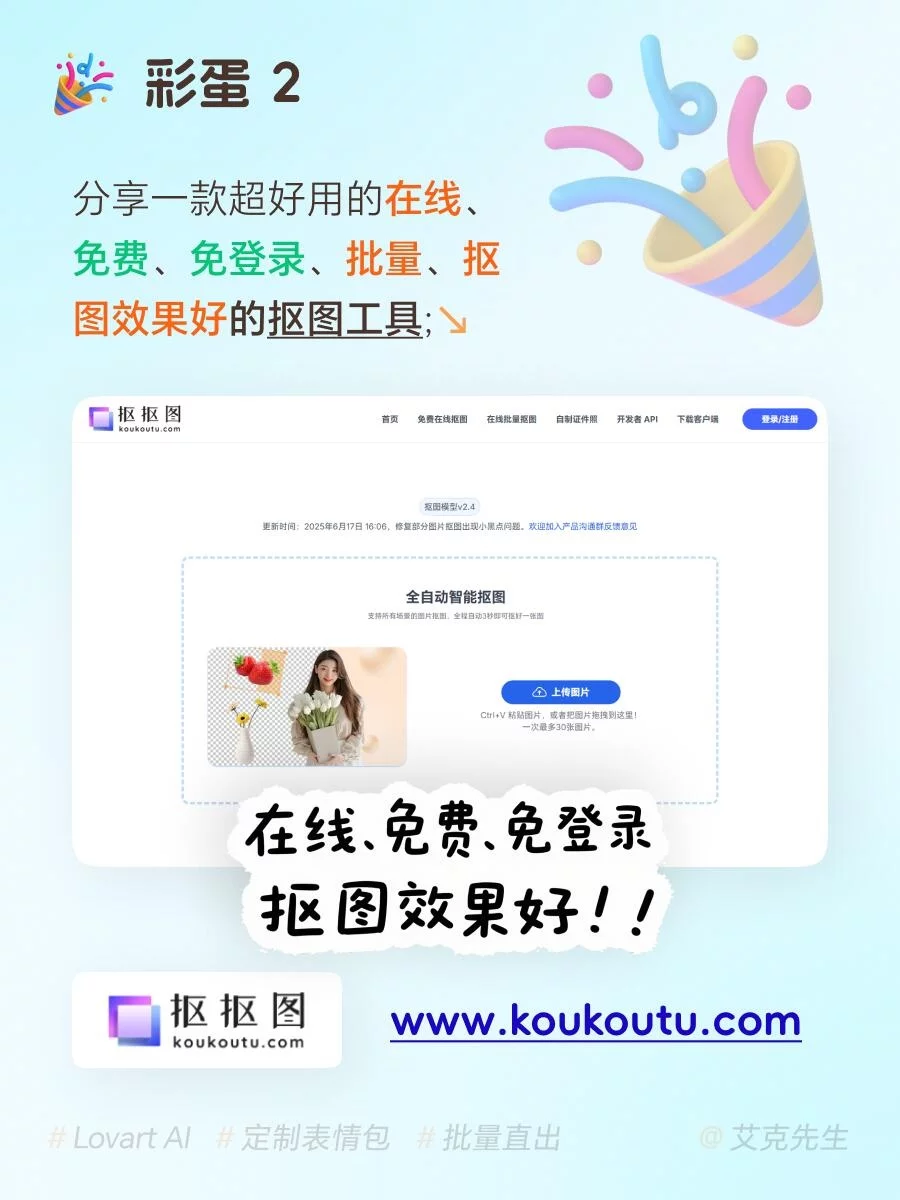 彩蛋 2
分享一款超好用的在线、
免费、免登录、批量、抠
图效果好的抠图工具;↘
抠抠图
koukoutu.com
首页 免费在线抠图 在线批量抠图 自制证件照 开发者 API 下载客户端 登录/注册
抠图模型v2.4
更新时间：2025年6月17日 16:06，修复部分图片抠图出现小黑点问题。欢迎加入产品沟通群反馈意见
全自动智能抠图
支持所有场景的图片抠图，全程自动3秒即可抠好一张图
上传图片
Ctrl+V 粘贴图片，或者把图片拖拽到这里！
一次最多30张图片。
在线、免费、免登录
抠图效果好！！
抠抠图
koukoutu.com
www.koukoutu.com
# Lovart AI # 定制表情包 # 批量直出 @ 艾克先生